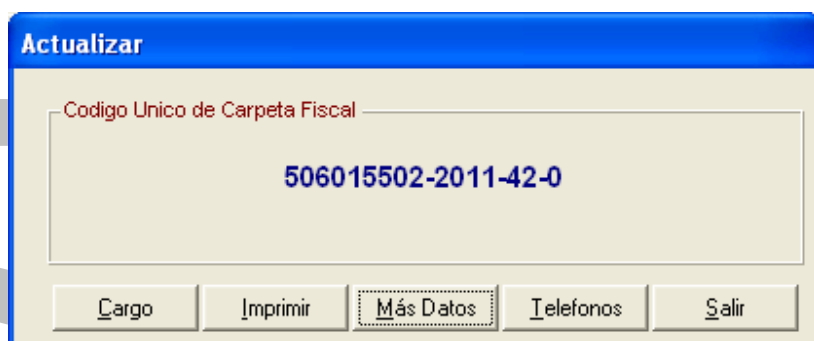 Actualizar
Codigo Unico de Carpeta Fiscal
506015502-2011-42-0
Cargo Imprimir Más Datos Telefonos Salir